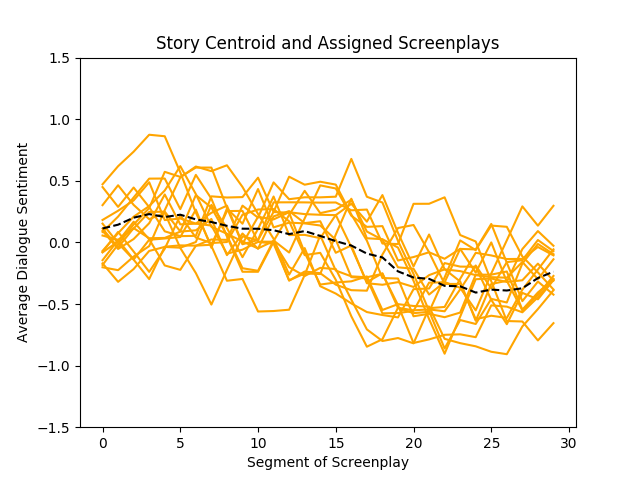 Story Centroid and Assigned Screenplays
1.5
1.0
0.5
0.0
−0.5
−1.0
−1.5
Average Dialogue Sentiment
0 5 10 15 20 25 30
Segment of Screenplay